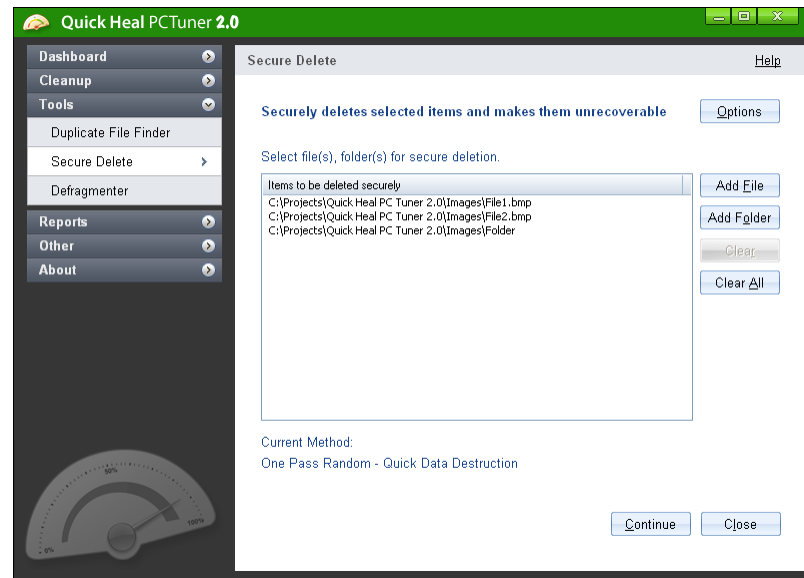 Quick Heal PCTuner 2.0
Dashboard
Cleanup
Tools
Duplicate File Finder
Secure Delete
Defragmenter
Reports
Other
About
50%
100%
0%
Secure Delete
Help
Securely deletes selected items and makes them unrecoverable
Options
Select file(s), folder(s) for secure deletion.
Items to be deleted securely
C:\Projects\Quick Heal PC Tuner 2.0\Images\File1.bmp
C:\Projects\Quick Heal PC Tuner 2.0\Images\File2.bmp
C:\Projects\Quick Heal PC Tuner 2.0\Images\Folder
Add File
Add Folder
Clear
Clear All
Current Method:
One Pass Random - Quick Data Destruction
Continue
Close